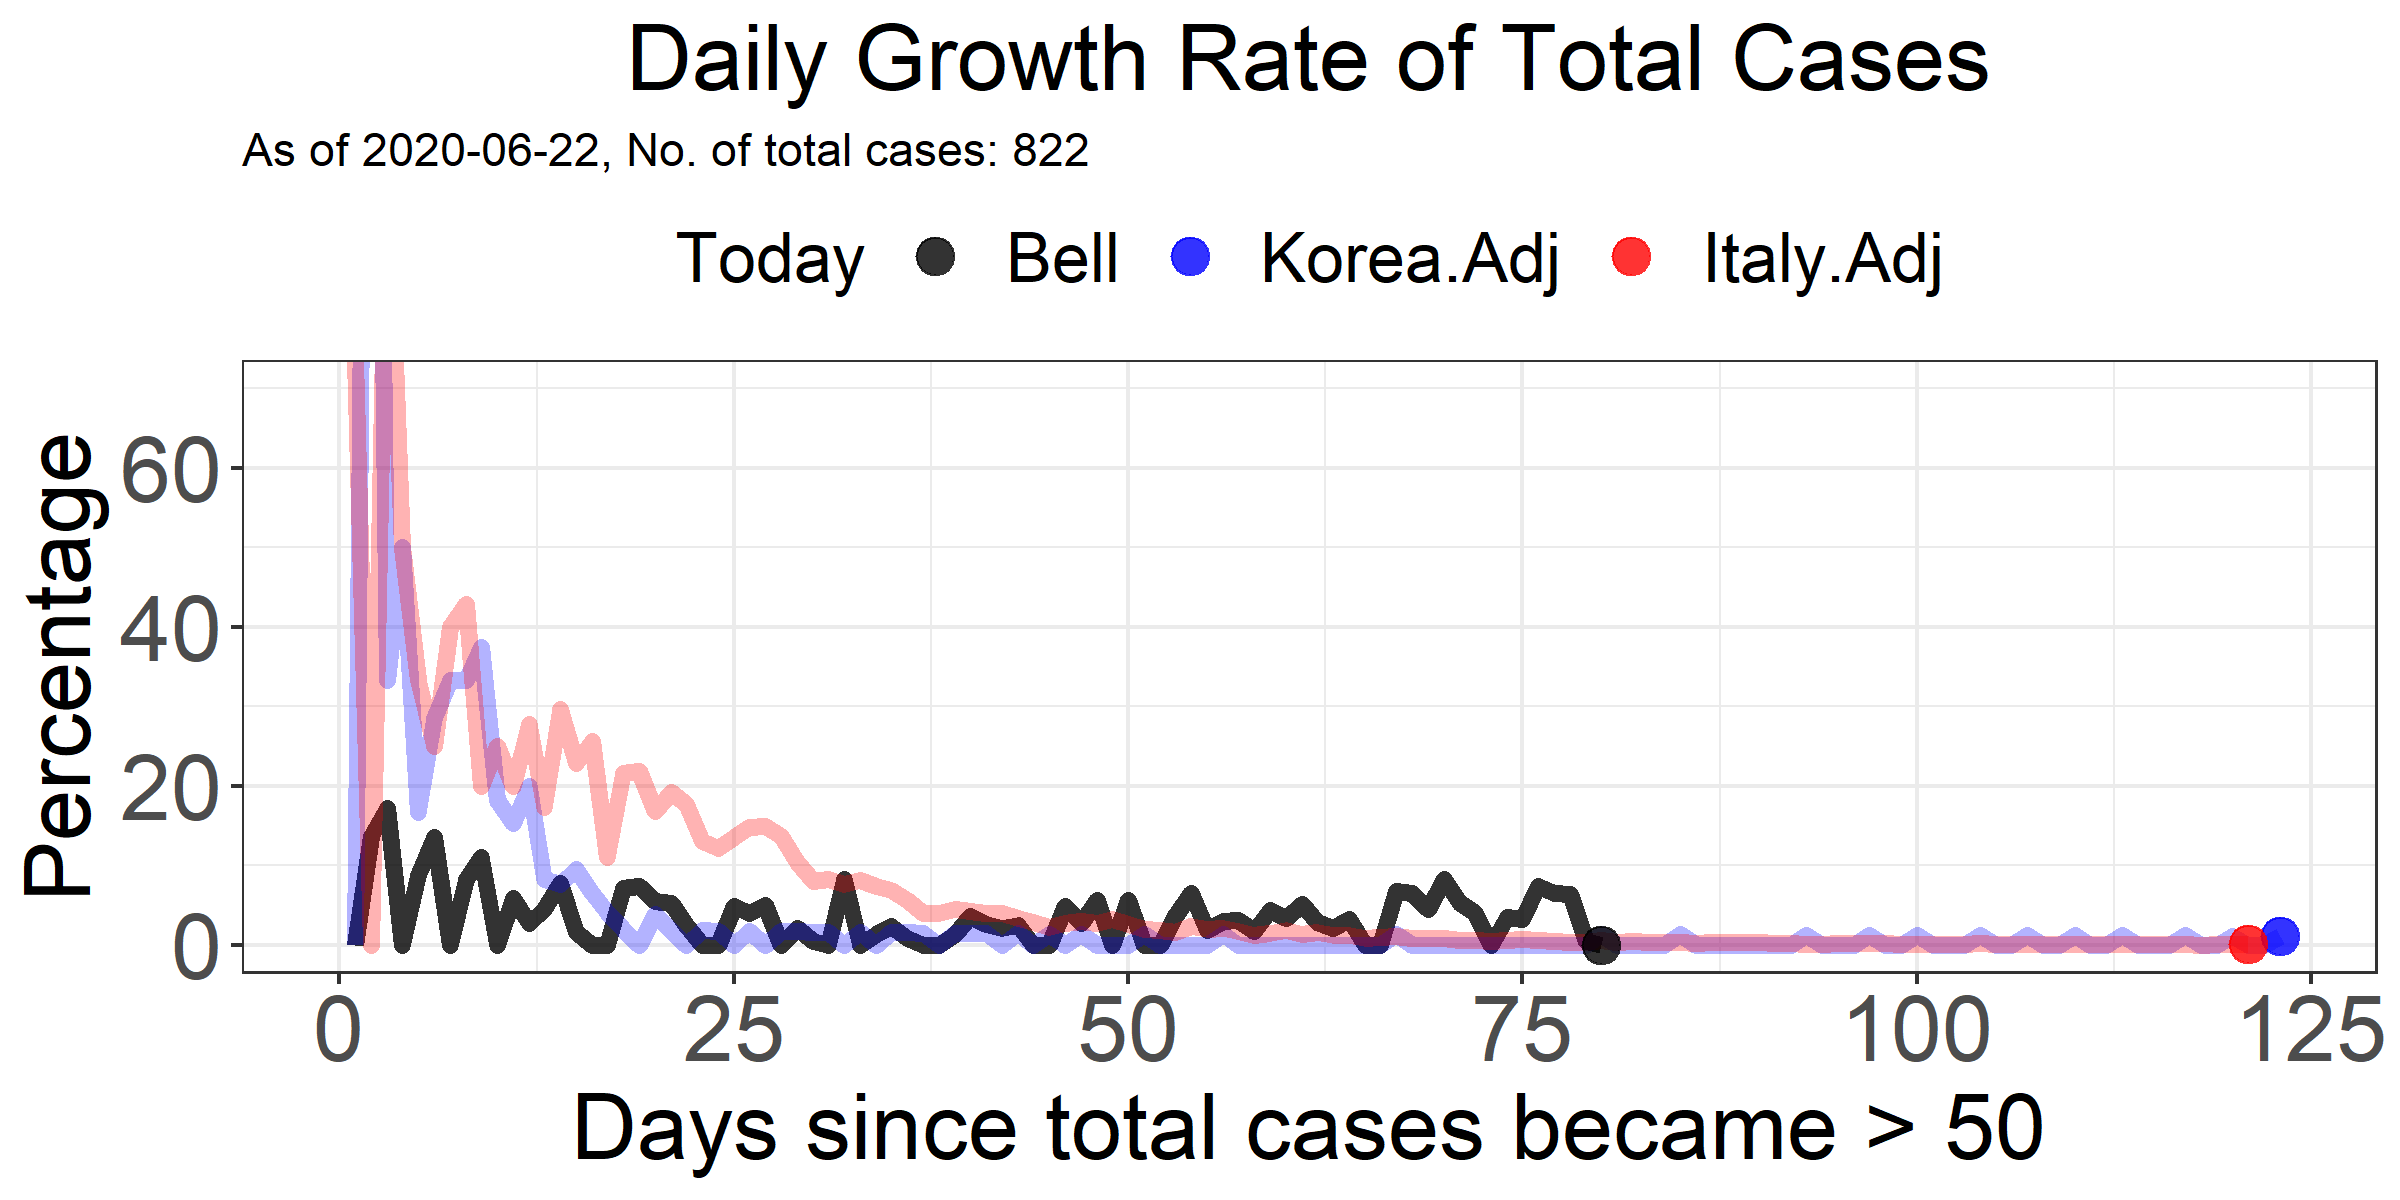 Daily Growth Rate of Total Cases
As of 2020-06-22, No. of total cases: 822
Today Bell Korea.Adj Italy.Adj
Percentage
60
40
20
0
0 25 50 75 100 125
Days since total cases became > 50